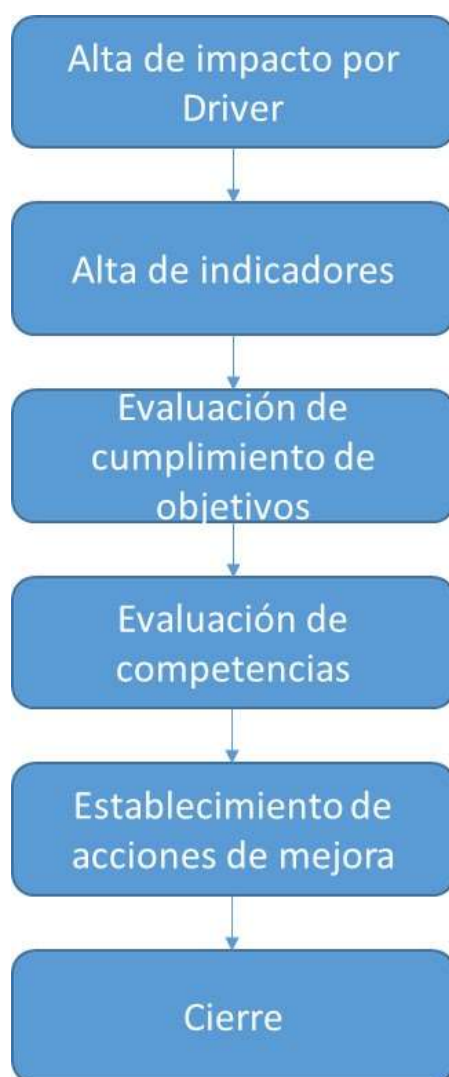 Alta de impacto por
Driver
Alta de indicadores
Evaluación de
cumplimiento de
objetivos
Evaluación de
competencias
Establecimiento de
acciones de mejora
Cierre